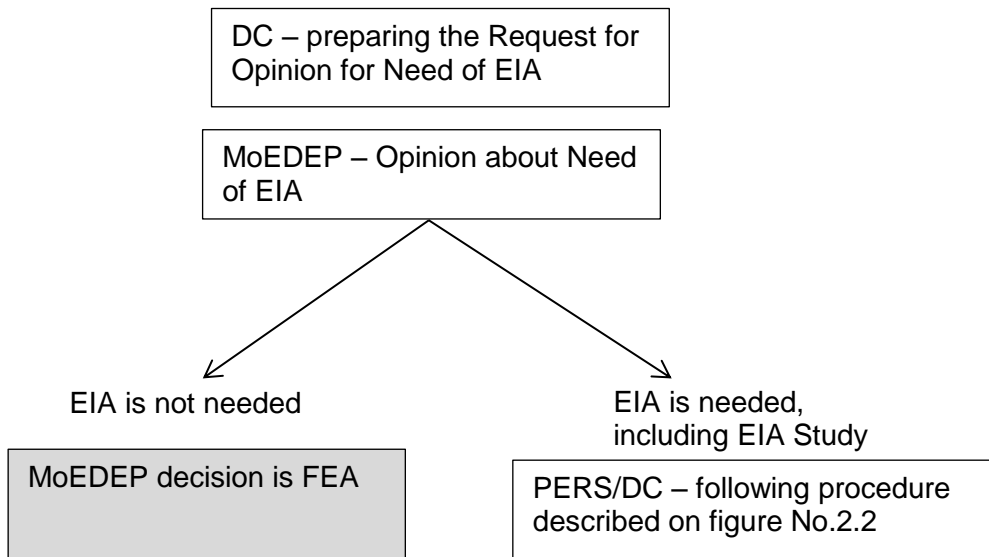 DC – preparing the Request for
Opinion for Need of EIA
MoEDEP – Opinion about Need
of EIA
EIA is not needed
EIA is needed,
including EIA Study
MoEDEP decision is FEA
PERS/DC – following procedure
described on figure No.2.2